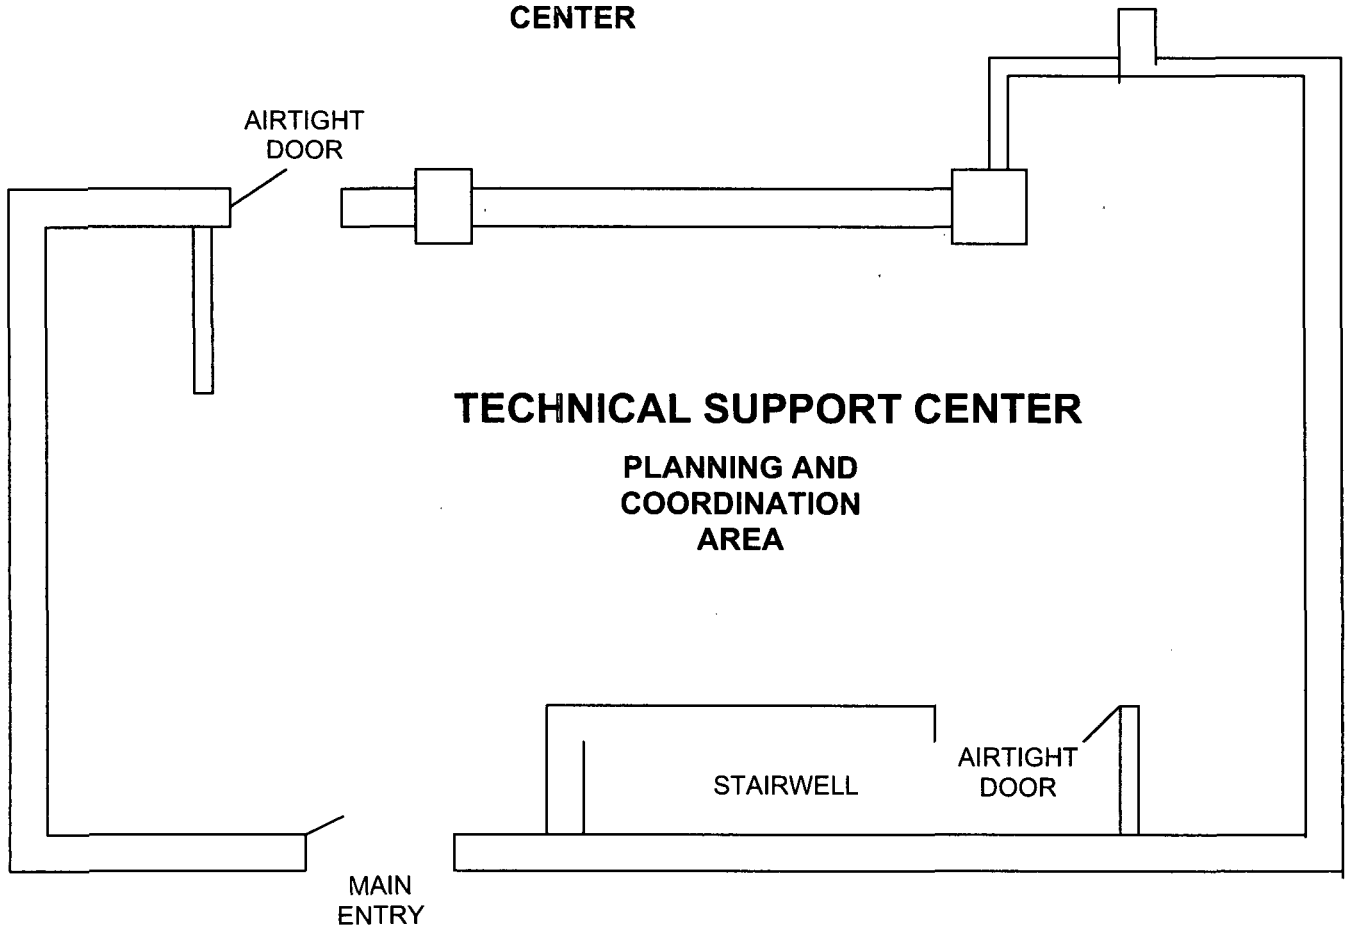 CENTER
AIRTIGHT
DOOR
TECHNICAL SUPPORT CENTER
PLANNING AND
COORDINATION
AREA
STAIRWELL
AIRTIGHT
DOOR
MAIN
ENTRY